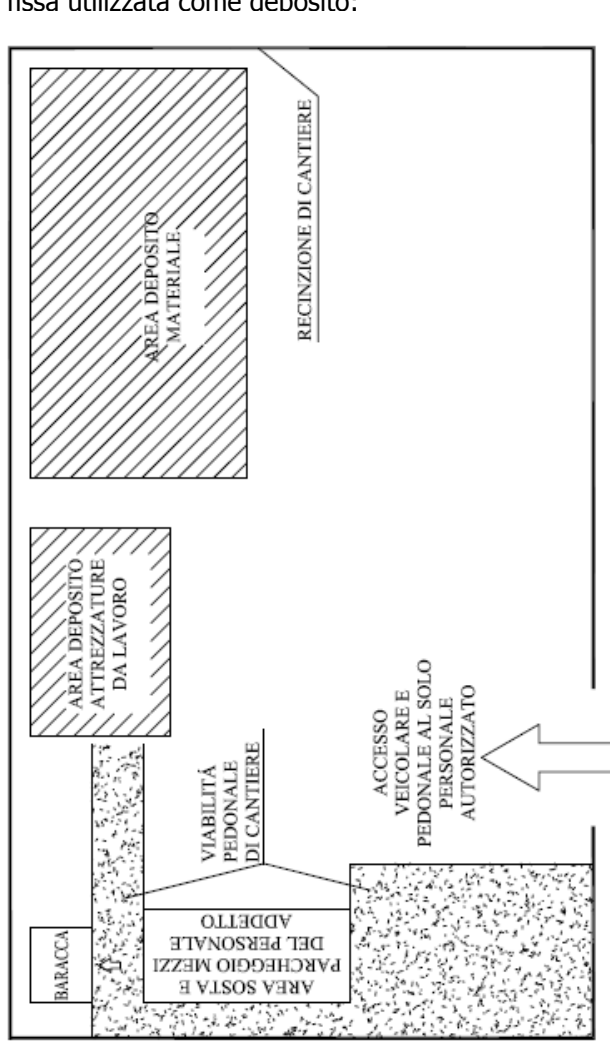 fissa utilizzata come deposito:
RECINZIONE DI CANTIERE
AREA DEPOSITO
MATERIALE
AREA DEPOSITO
ATTREZZATURE
DA LAVORO
ACCESSO
VEICOLARE E
PEDONALE AL SOLO
PERSONALE
AUTORIZZATO
VIABILITÁ
PEDONALE
DI CANTIERE
BARACCA
AREA SOSTA E
PARCHEGGIO MEZZI
DEL PERSONALE
ADDETTO